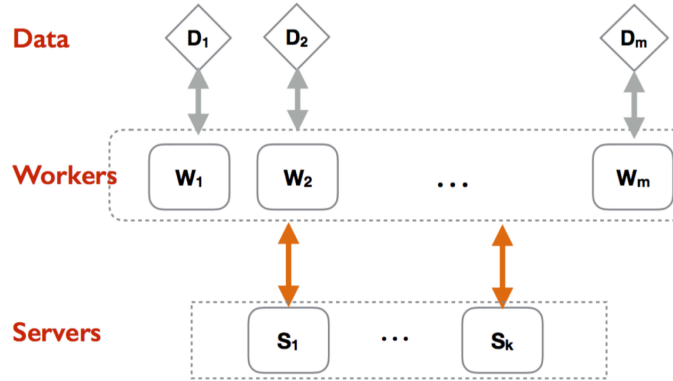 Data D₁ D₂ Dₘ
Workers W₁ W₂ ... Wₘ
Servers S₁ ... Sₖ